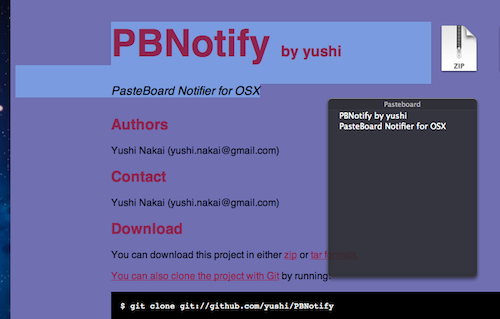 PBNotify by yushi
ZIP
PasteBoard Notifier for OSX
Pasteboard
PBNotify by yushi
PasteBoard Notifier for OSX
Authors
Yushi Nakai (yushi.nakai@gmail.com)
Contact
Yushi Nakai (yushi.nakai@gmail.com)
Download
You can download this project in either zip or tar formats.
You can also clone the project with Git by running:
$ git clone git://github.com/yushi/PBNotify